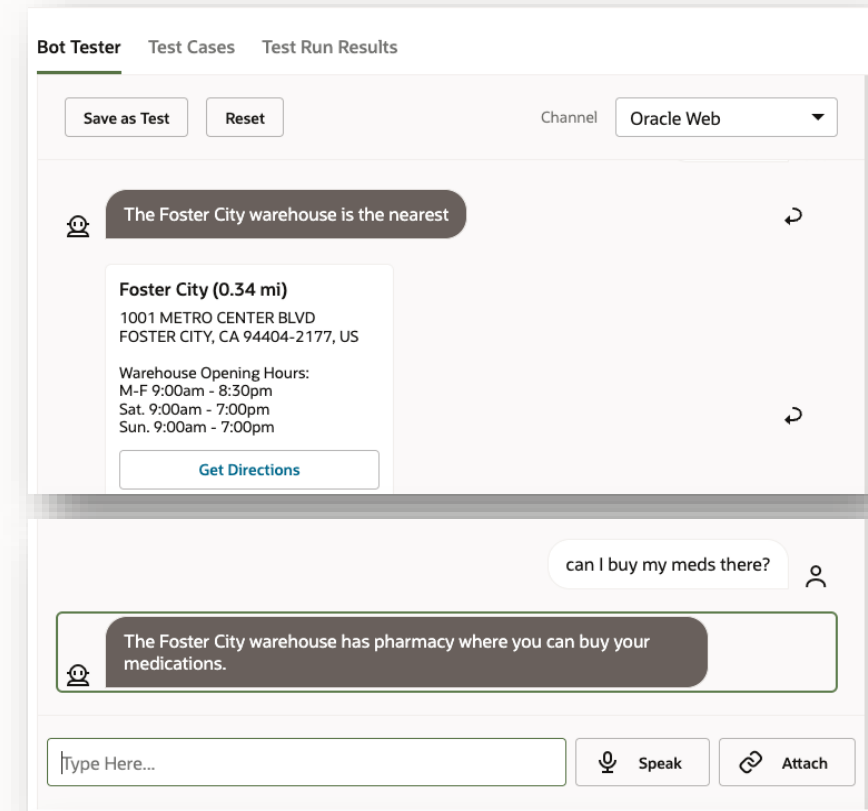 Bot Tester Test Cases Test Run Results
Save as Test Reset Channel Oracle Web
The Foster City warehouse is the nearest
Foster City (0.34 mi)
1001 METRO CENTER BLVD
FOSTER CITY, CA 94404-2177, US
Warehouse Opening Hours:
M-F 9:00am - 8:30pm
Sat. 9:00am - 7:00pm
Sun. 9:00am - 7:00pm
Get Directions
can I buy my meds there?
The Foster City warehouse has pharmacy where you can buy your
medications.
Type Here... Speak Attach